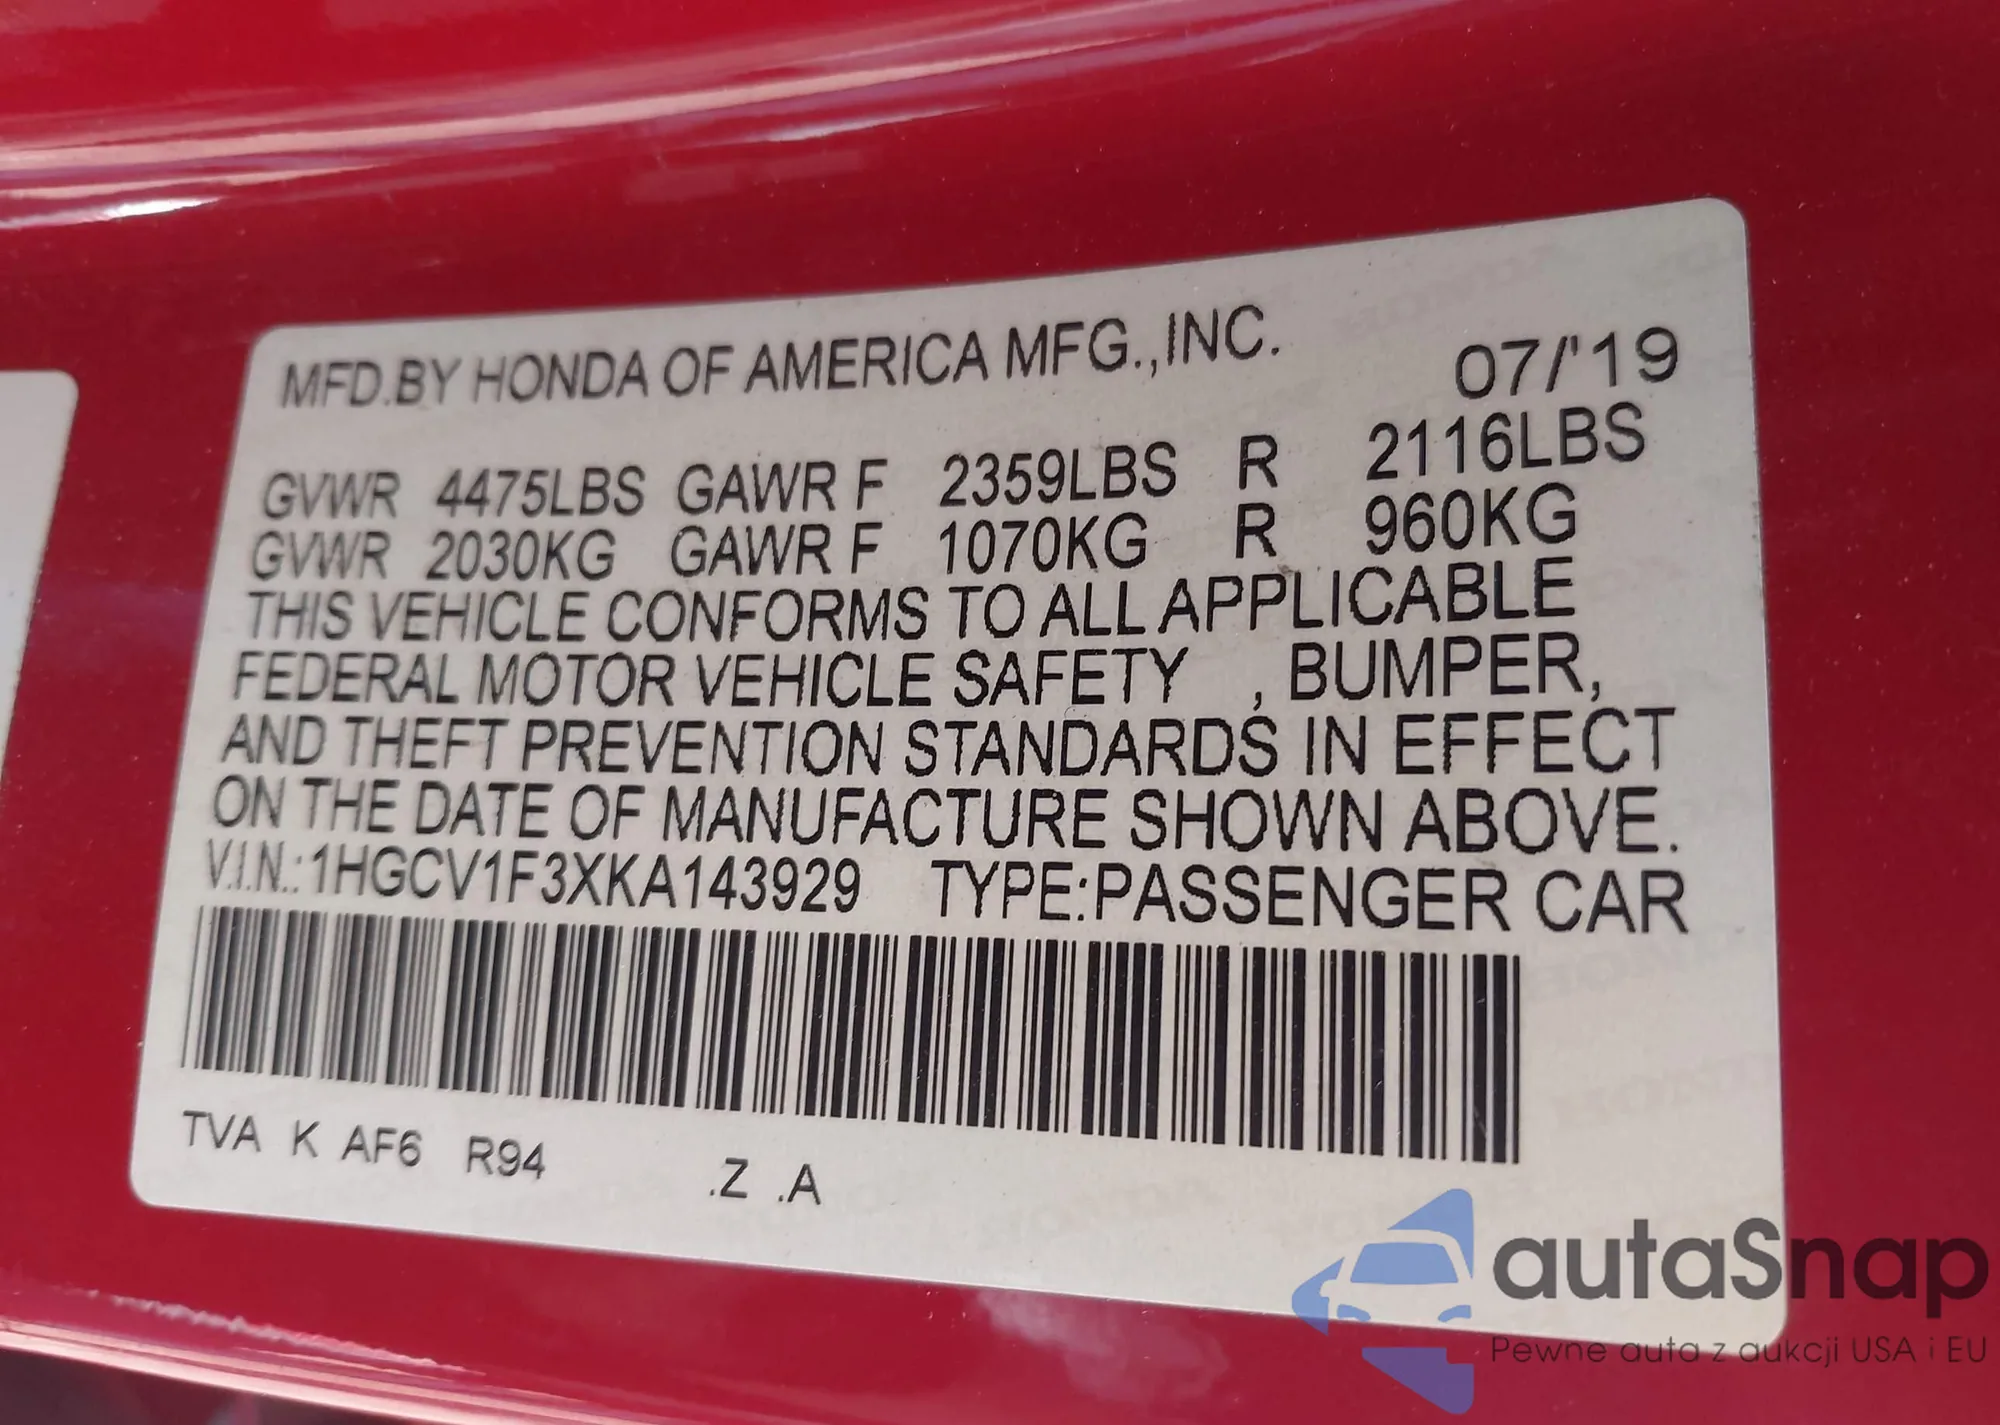 MFD.BY HONDA OF AMERICA MFG.,INC. 07/'19
GVWR 4475LBS GAWR F 2359LBS R 2116LBS
GVWR 2030KG GAWR F 1070KG R 960KG
THIS VEHICLE CONFORMS TO ALL APPLICABLE
FEDERAL MOTOR VEHICLE SAFETY , BUMPER,
AND THEFT PREVENTION STANDARDS IN EFFECT
ON THE DATE OF MANUFACTURE SHOWN ABOVE.
V.I.N.:1HGCV1F3XKA143929 TYPE:PASSENGER CAR
TVA K AF6 R94 .Z .A
autaSnap
Pewne auta z aukcji USA i EU